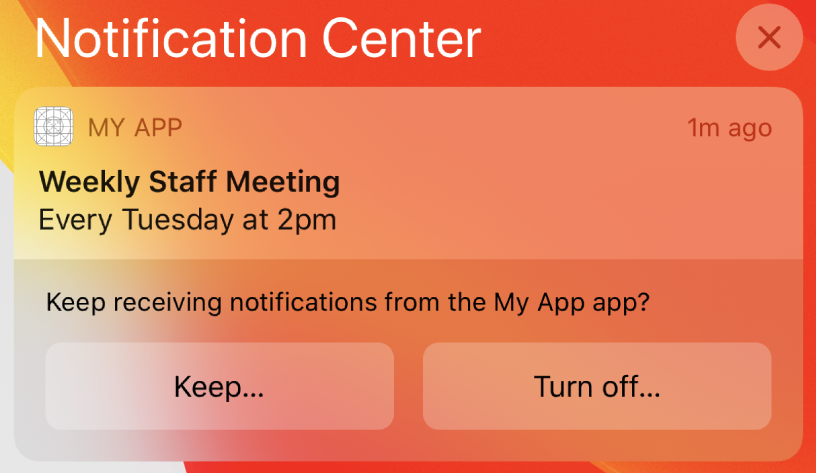 Notification Center
MY APP
1m ago
Weekly Staff Meeting
Every Tuesday at 2pm
Keep receiving notifications from the My App app?
Keep...
Turn off...